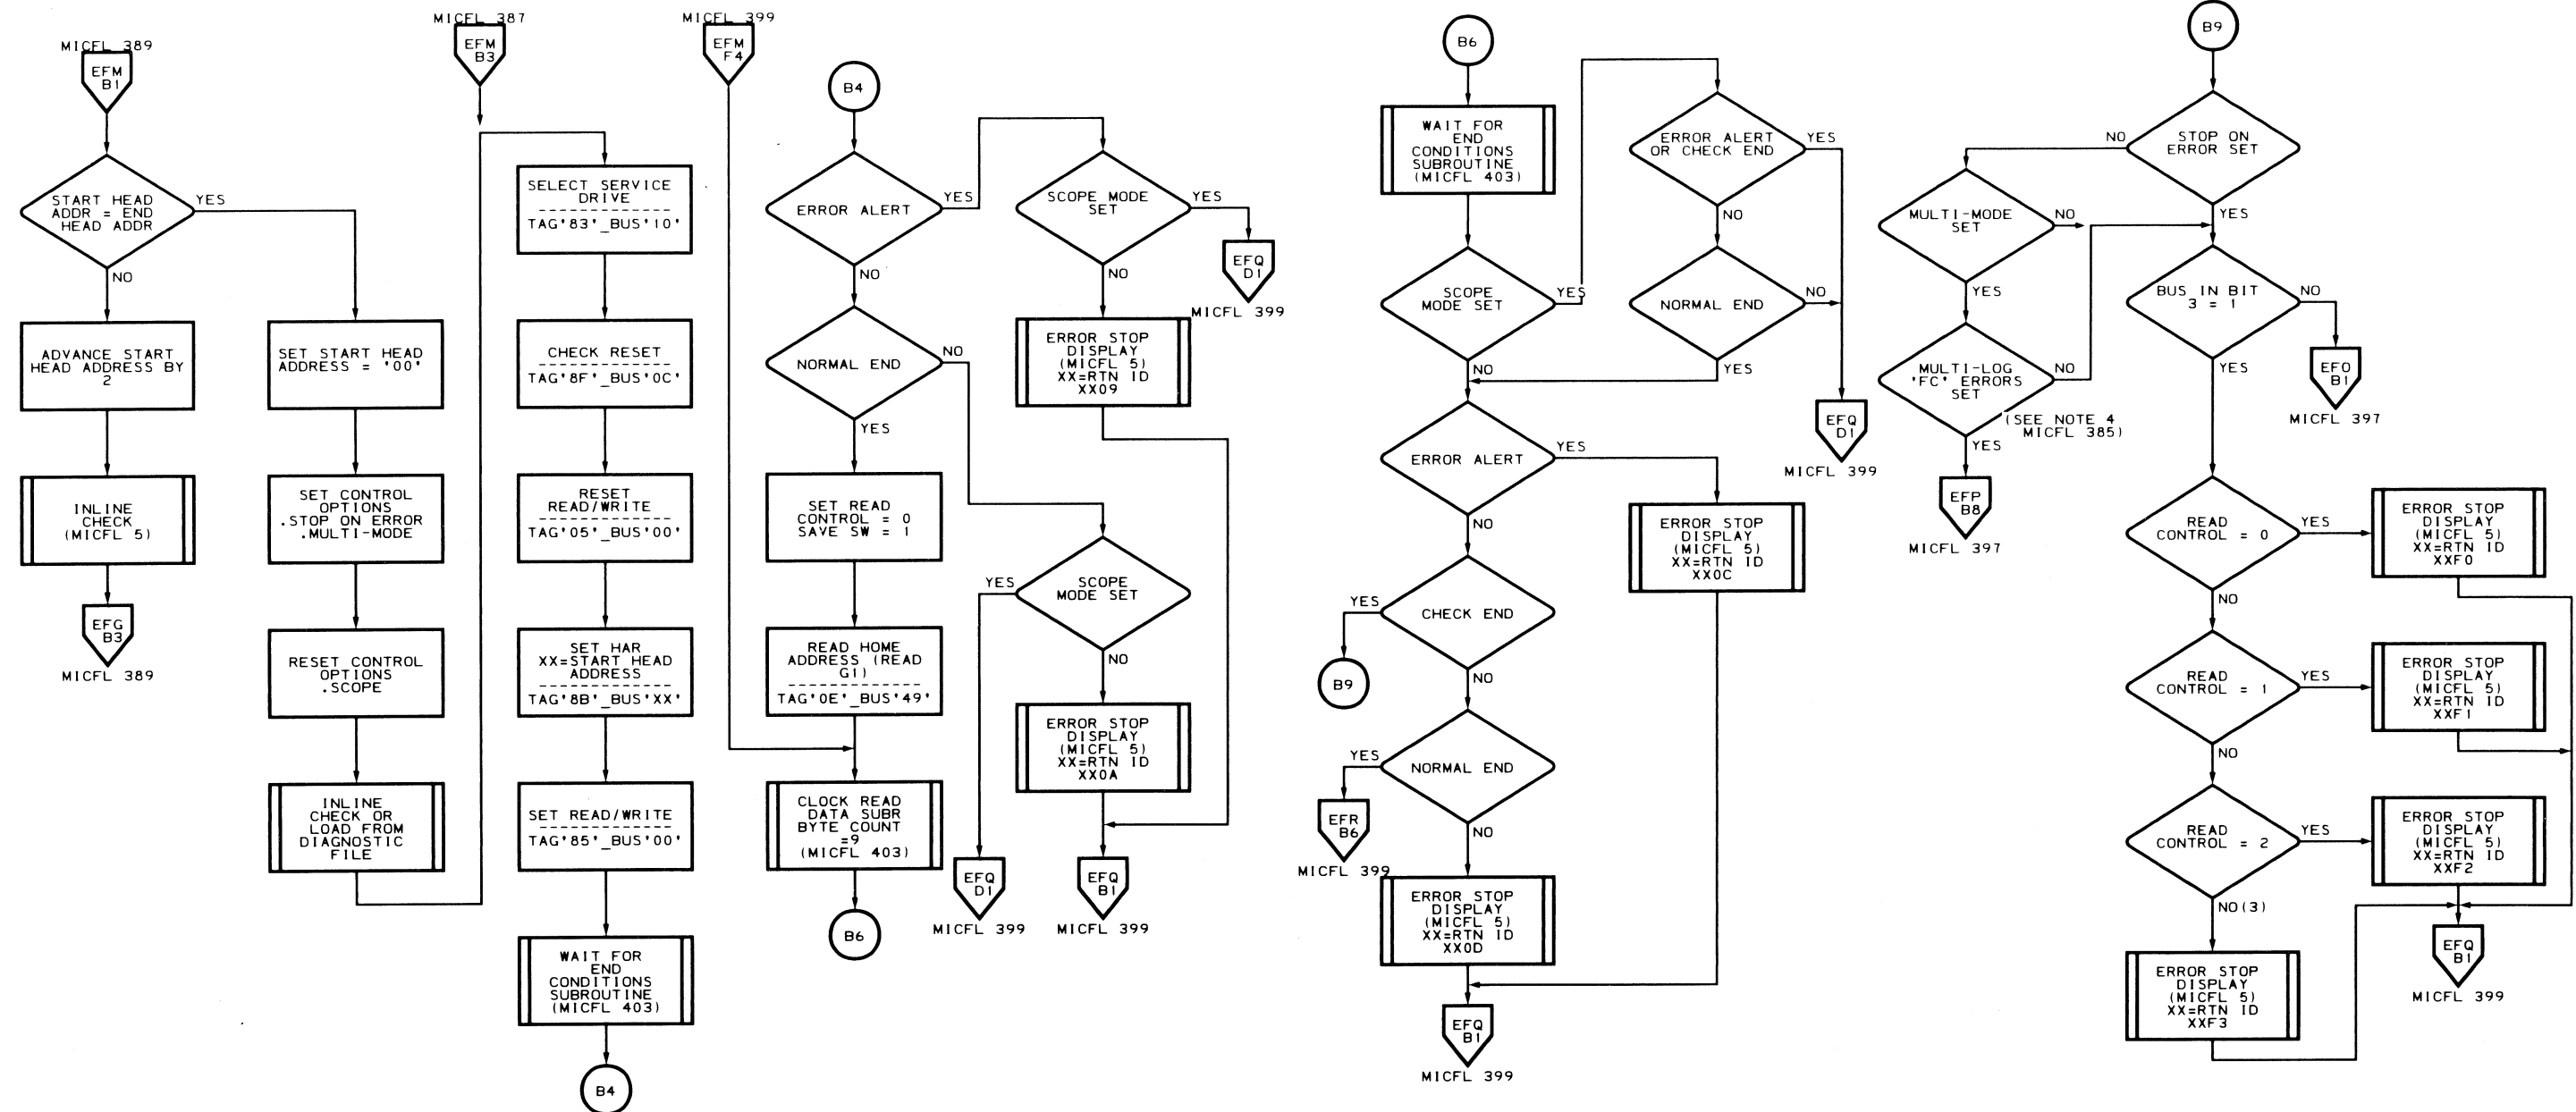 MICFL 389
EFM
B1
START HEAD
ADDR = END
HEAD ADDR
YES
NO
ADVANCE START
HEAD ADDRESS BY
2
INLINE
CHECK
(MICFL 5)
EFG
B3
MICFL 389
SET START HEAD
ADDRESS = '00'
SET CONTROL
OPTIONS
.STOP ON ERROR
.MULTI-MODE
RESET CONTROL
OPTIONS
.SCOPE
INLINE
CHECK OR
LOAD FROM
DIAGNOSTIC
FILE
MICFL 387
EFM
B3
SELECT SERVICE
DRIVE
TAG'83'_BUS'10'
CHECK RESET
TAG'8F'_BUS'0C'
RESET
READ/WRITE
TAG'05'_BUS'00'
SET HAR
XX=START HEAD
ADDRESS
TAG'8B'_BUS'XX'
SET READ/WRITE
TAG'85'_BUS'00'
WAIT FOR
END
CONDITIONS
SUBROUTINE
(MICFL 403)
B4
MICFL 399
EFM
F4
B4
ERROR ALERT
YES
NO
NORMAL END
NO
YES
SET READ
CONTROL = 0
SAVE SW = 1
READ HOME
ADDRESS (READ
G1)
TAG'0E'_BUS'49'
CLOCK READ
DATA SUBR
BYTE COUNT
=9
(MICFL 403)
B6
SCOPE MODE
SET
YES
NO
EFQ
D1
MICFL 399
ERROR STOP
DISPLAY
(MICFL 5)
XX=RTN ID
XX09
SCOPE
MODE SET
YES
NO
ERROR STOP
DISPLAY
(MICFL 5)
XX=RTN ID
XX0A
EFQ
D1
MICFL 399
EFQ
B1
MICFL 399
B6
WAIT FOR
END
CONDITIONS
SUBROUTINE
(MICFL 403)
SCOPE
MODE SET
YES
NO
ERROR ALERT
YES
NO
CHECK END
YES
NO
B9
NORMAL END
YES
NO
EFR
B6
MICFL 399
ERROR STOP
DISPLAY
(MICFL 5)
XX=RTN ID
XX0D
EFQ
B1
MICFL 399
ERROR ALERT
OR CHECK END
YES
NO
NORMAL END
NO
YES
EFQ
D1
MICFL 399
ERROR STOP
DISPLAY
(MICFL 5)
XX=RTN ID
XX0C
B9
STOP ON
ERROR SET
NO
YES
MULTI-MODE
SET
NO
YES
MULTI-LOG
'FC' ERRORS
SET
NO
(SEE NOTE 4
MICFL 385)
YES
EFP
B8
MICFL 397
BUS IN BIT
3 = 1
NO
YES
EFO
B1
MICFL 397
READ
CONTROL = 0
YES
NO
ERROR STOP
DISPLAY
(MICFL 5)
XX=RTN ID
XXF0
READ
CONTROL = 1
YES
NO
ERROR STOP
DISPLAY
(MICFL 5)
XX=RTN ID
XXF1
READ
CONTROL = 2
YES
NO(3)
ERROR STOP
DISPLAY
(MICFL 5)
XX=RTN ID
XXF2
ERROR STOP
DISPLAY
(MICFL 5)
XX=RTN ID
XXF3
EFQ
B1
MICFL 399